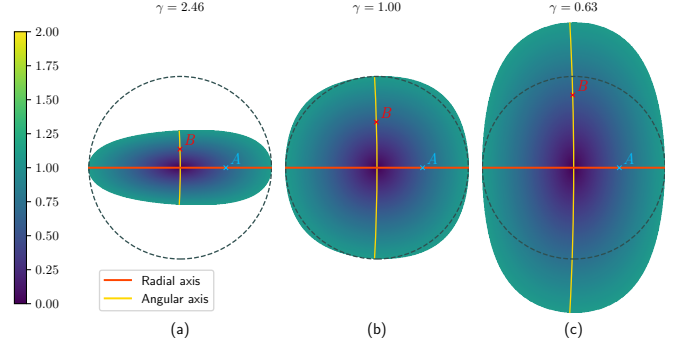 γ = 2.46
γ = 1.00
γ = 0.63
2.00
1.75
1.50
1.25
1.00
0.75
0.50
0.25
0.00
B
A
B
A
B
A
Radial axis
Angular axis
(a)
(b)
(c)